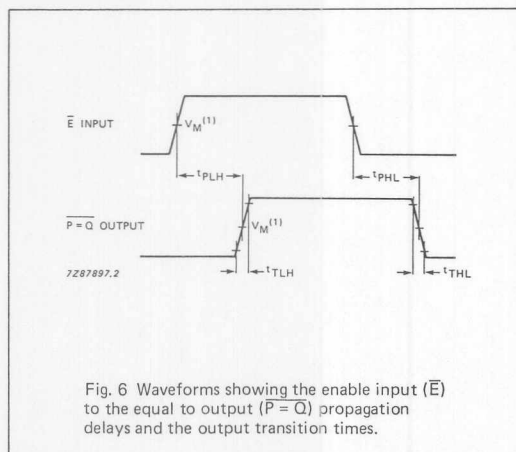 E̅ INPUT
V_M(1)
t_PLH
t_PHL
P̅ ̅=̅ ̅Q̅ OUTPUT
V_M(1)
7Z87897.2
t_TLH
t_THL
Fig. 6 Waveforms showing the enable input (E̅)
to the equal to output (P̅ ̅=̅ ̅Q̅) propagation
delays and the output transition times.